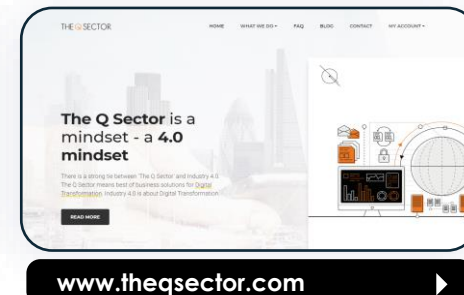 THE Q SECTOR
HOME WHAT WE DO FAQ BLOG CONTACT MY ACCOUNT
The Q Sector is a
mindset - a 4.0
mindset
There is a strong tie between 'The Q Sector' and Industry 4.0.
The Q Sector means best of business solutions for Digital
Transformation. Industry 4.0 is about Digital Transformation.
READ MORE
www.theqsector.com